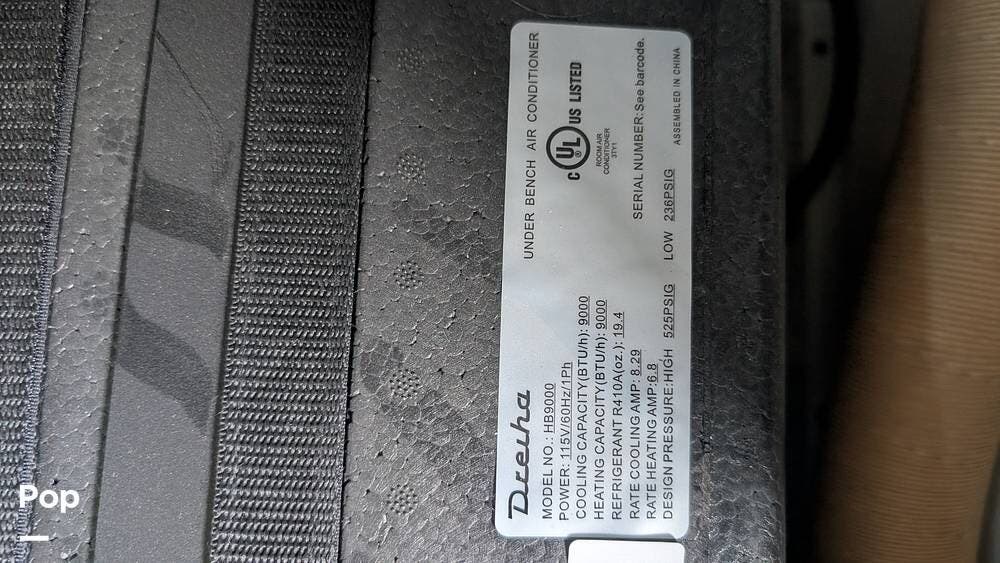 Dreiha
UNDER BENCH AIR CONDITIONER
MODEL NO.: HB9000
POWER: 115V/60Hz/1Ph
COOLING CAPACITY(BTU/h): 9000
HEATING CAPACITY(BTU/h): 9000
REFRIGERANT R410A(oz.): 19.4
RATE COOLING AMP: 8.29
RATE HEATING AMP:6.8
DESIGN PRESSURE:HIGH 525PSIG LOW 236PSIG
C UL ® US LISTED
ROOM AIR
CONDITIONER
3TY1
SERIAL NUMBER:See barcode.
ASSEMBLED IN CHINA
Pop